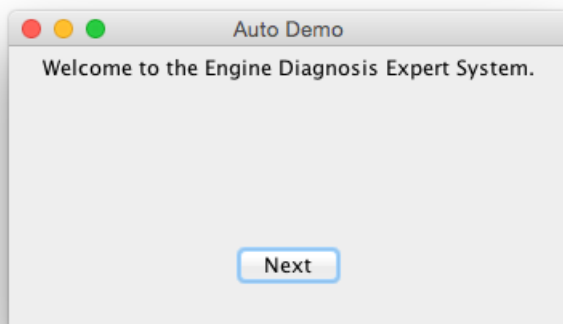 Auto Demo
Welcome to the Engine Diagnosis Expert System.
Next